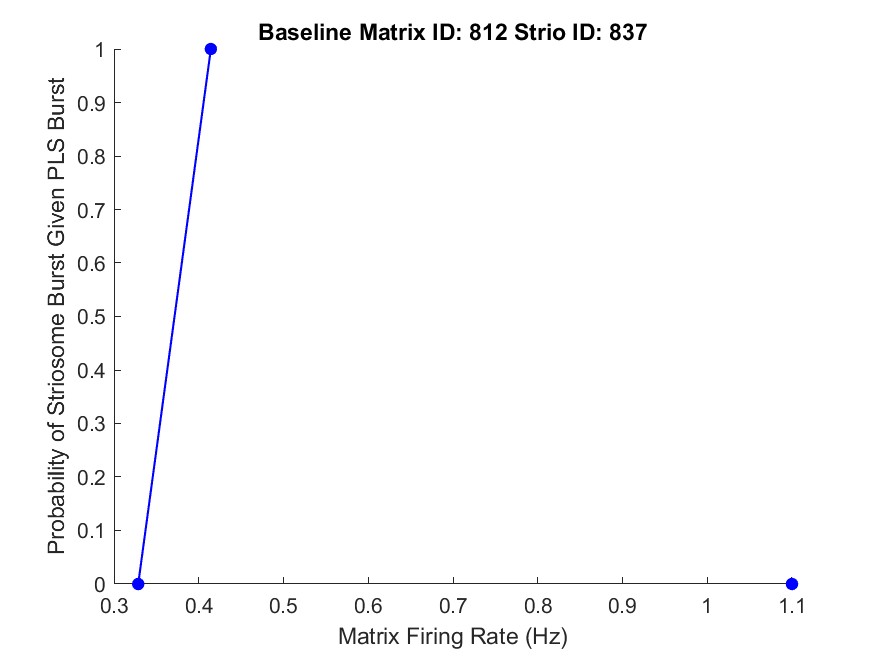 Baseline Matrix ID: 812 Strio ID: 837
Probability of Striosome Burst Given PLS Burst
1
0.9
0.8
0.7
0.6
0.5
0.4
0.3
0.2
0.1
0
0.3 0.4 0.5 0.6 0.7 0.8 0.9 1 1.1
Matrix Firing Rate (Hz)